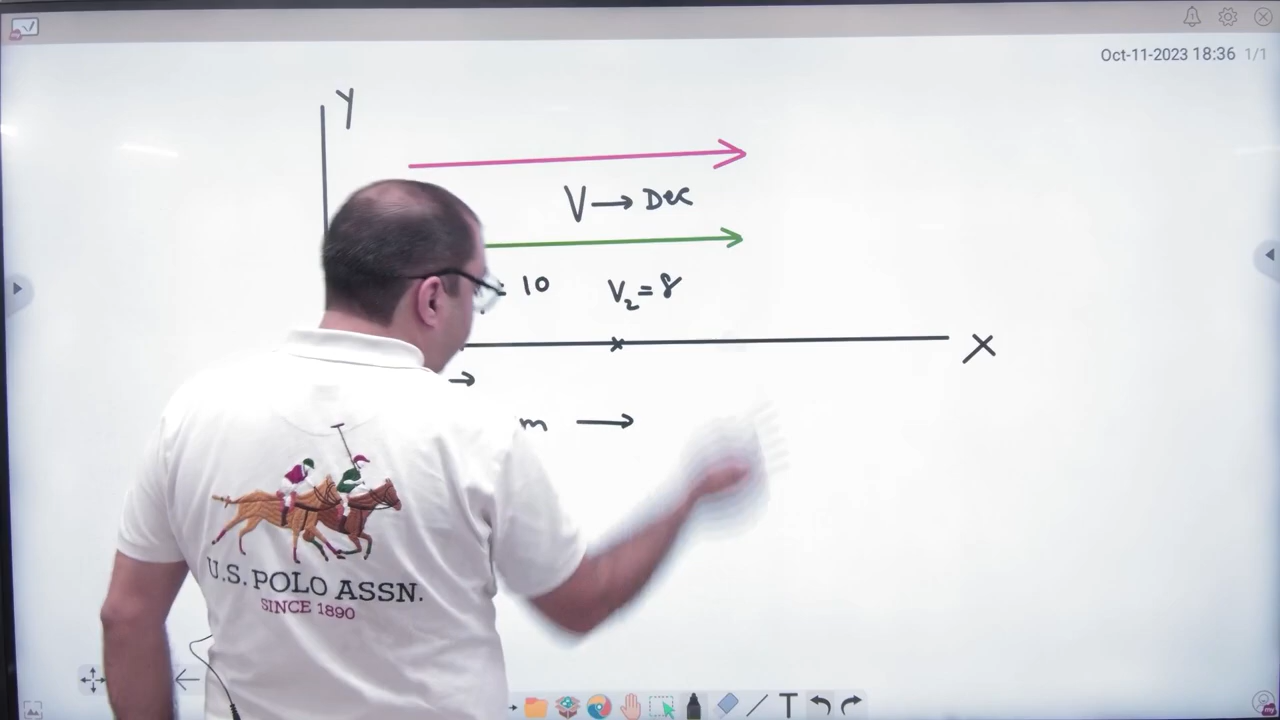 Oct-11-2023 18:36 1/1
Y
V → Dec
= 10 V₂ = 8
X
→
m →
U.S. POLO ASSN.
SINCE 1890
T